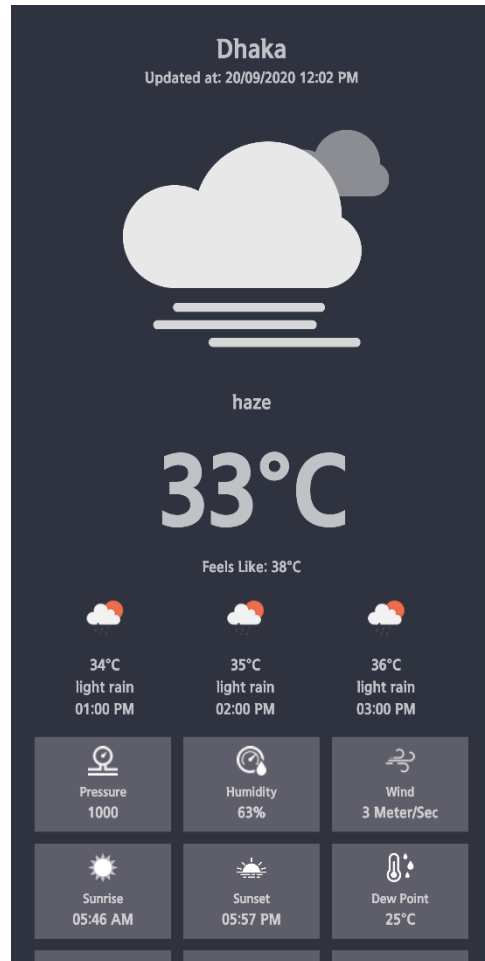 Dhaka
Updated at: 20/09/2020 12:02 PM
haze
33°C
Feels Like: 38°C
34°C 35°C 36°C
light rain light rain light rain
01:00 PM 02:00 PM 03:00 PM
Pressure Humidity Wind
1000 63% 3 Meter/Sec
Sunrise Sunset Dew Point
05:46 AM 05:57 PM 25°C